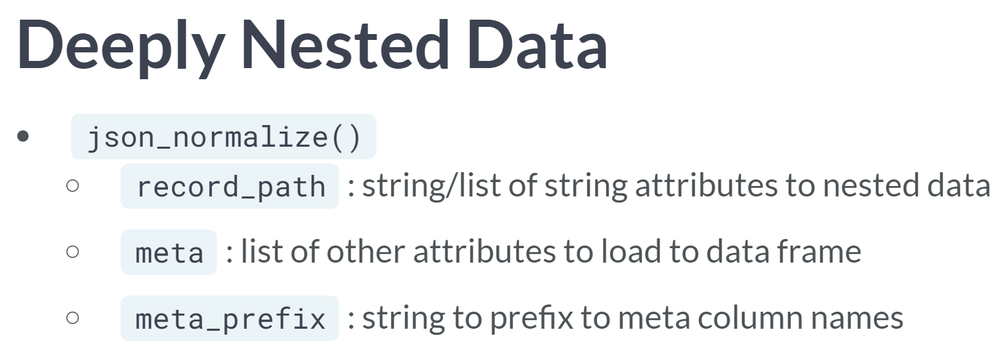 Deeply Nested Data
• json_normalize()
○ record_path : string/list of string attributes to nested data
○ meta : list of other attributes to load to data frame
○ meta_prefix : string to prefix to meta column names